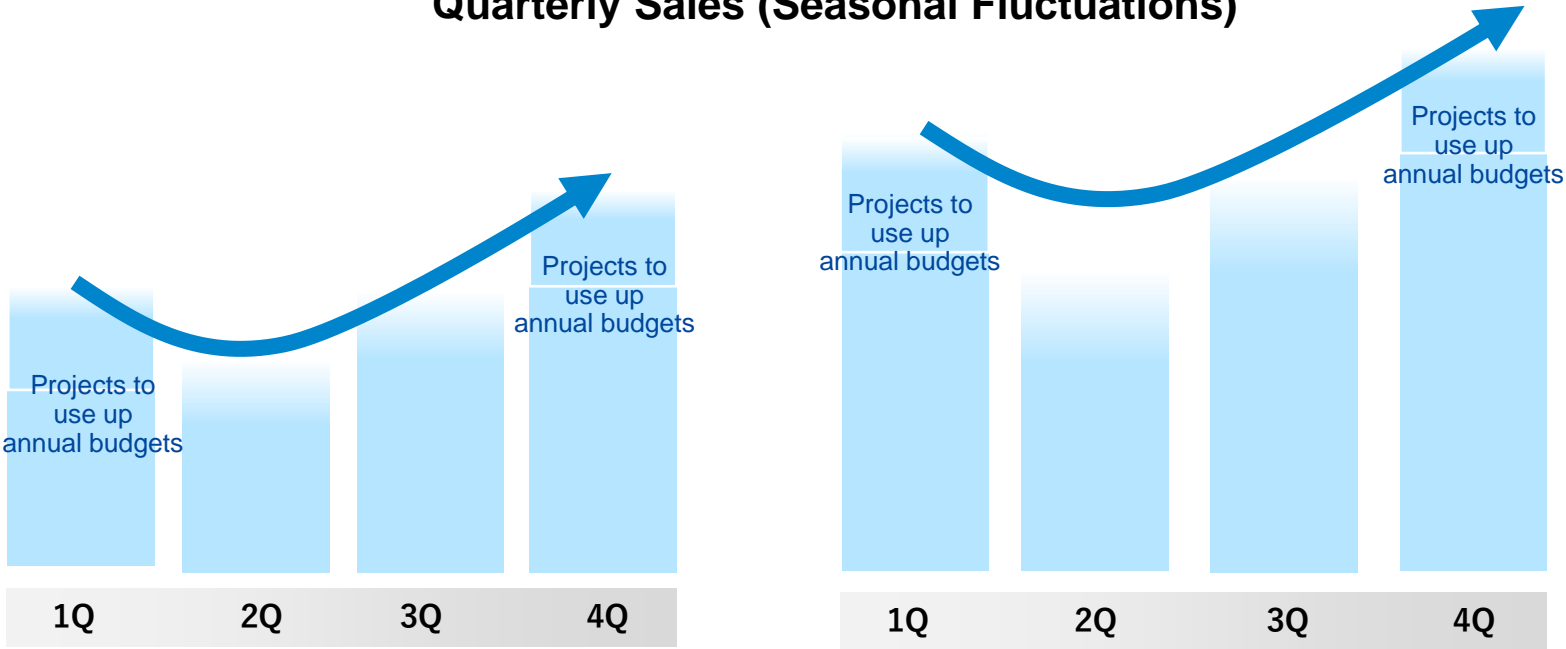 Quarterly Sales (Seasonal Fluctuations)
Projects to
use up
annual budgets
Projects to
use up
annual budgets
1Q 2Q 3Q 4Q
Projects to
use up
annual budgets
Projects to
use up
annual budgets
1Q 2Q 3Q 4Q